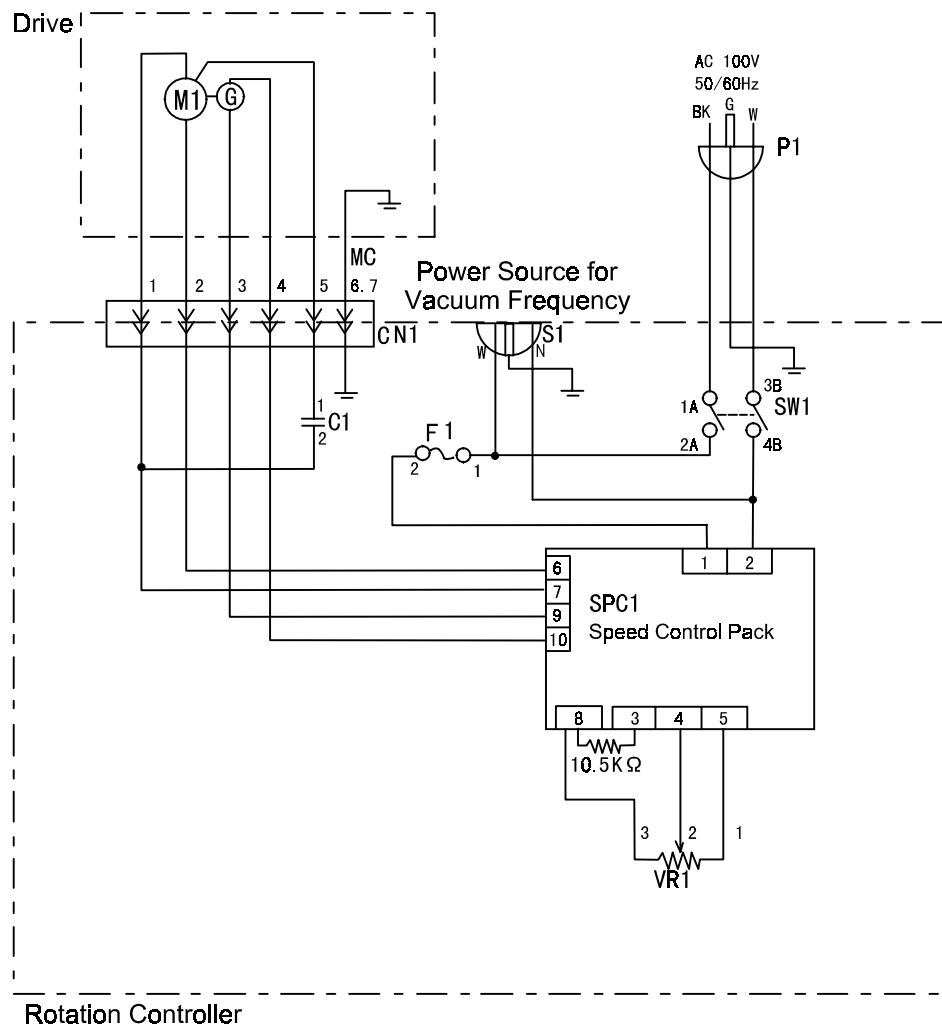 Drive
AC 100V
50/60Hz
BK G W
P1
M1 G
MC
1 2 3 4 5 6.7
CN1
Power Source for
Vacuum Frequency
S1
W N
3B
1A SW1
2A 4B
1
C1
2
F1
2 1
1 2
6
7
9
10
SPC1
Speed Control Pack
8 3 4 5
10.5KΩ
3 2 1
VR1
Rotation Controller